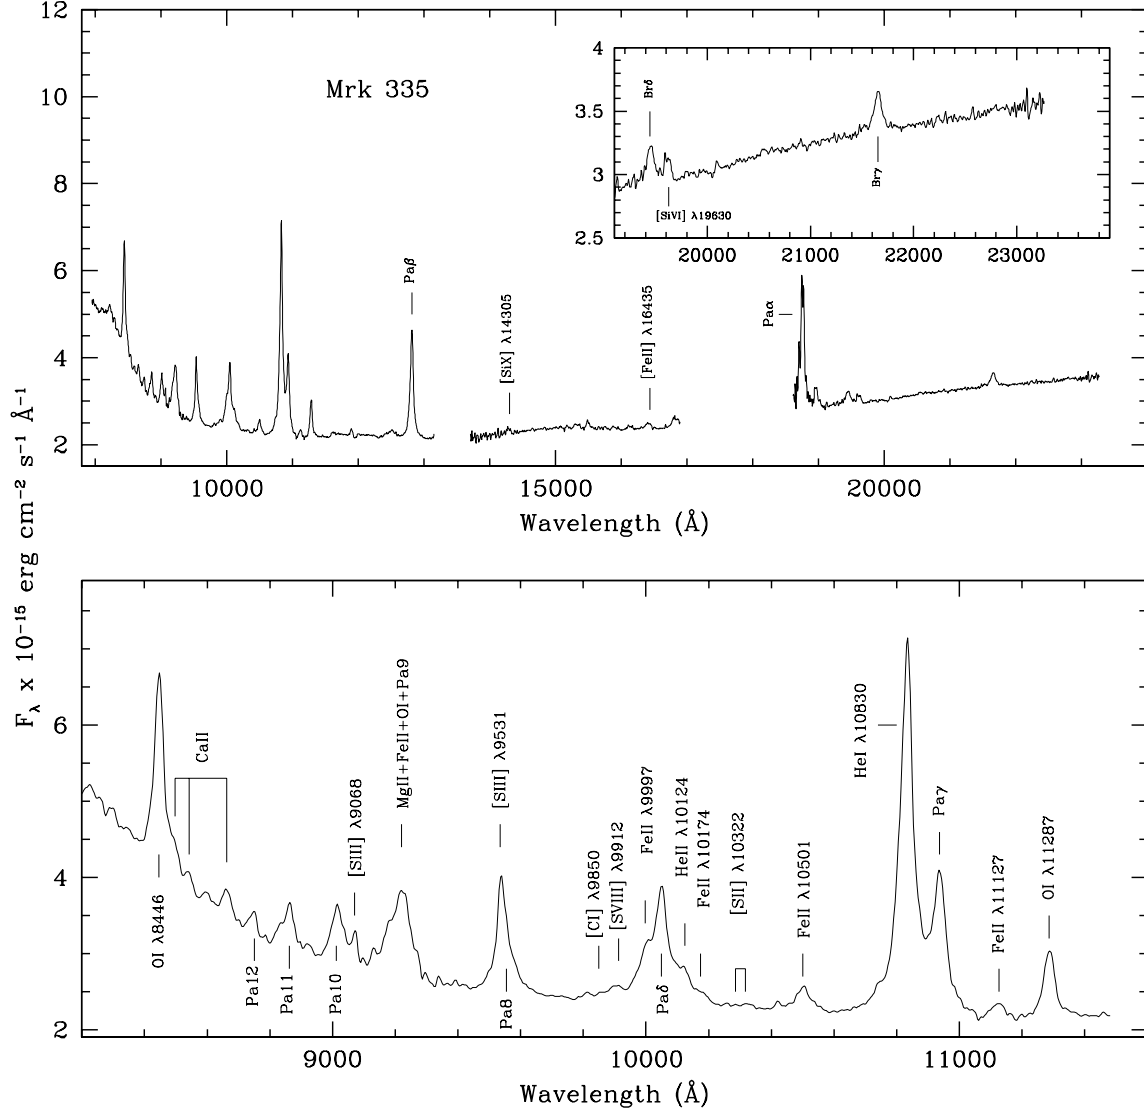 12
10
8
6
4
2
Mrk 335
Paβ
[SiX] λ14305
[FeII] λ16435
Paα
4
3.5
3
2.5
Brδ
[SiVI] λ19630
Brγ
20000 21000 22000 23000
10000 15000 20000
Wavelength (Å)
F_λ x 10⁻¹⁵ erg cm⁻² s⁻¹ Å⁻¹
6
4
2
OI λ8446
CaII
Pa12
Pa11
Pa10
[SIII] λ9068
MgII+FeII+OI+Pa9
[SIII] λ9531
Pa8
[CI] λ9850
[SVIII] λ9912
FeII λ9997
Paδ
HeII λ10124
FeII λ10174
[SII] λ10322
FeII λ10501
HeI λ10830
Paγ
FeII λ11127
OI λ11287
9000 10000 11000
Wavelength (Å)